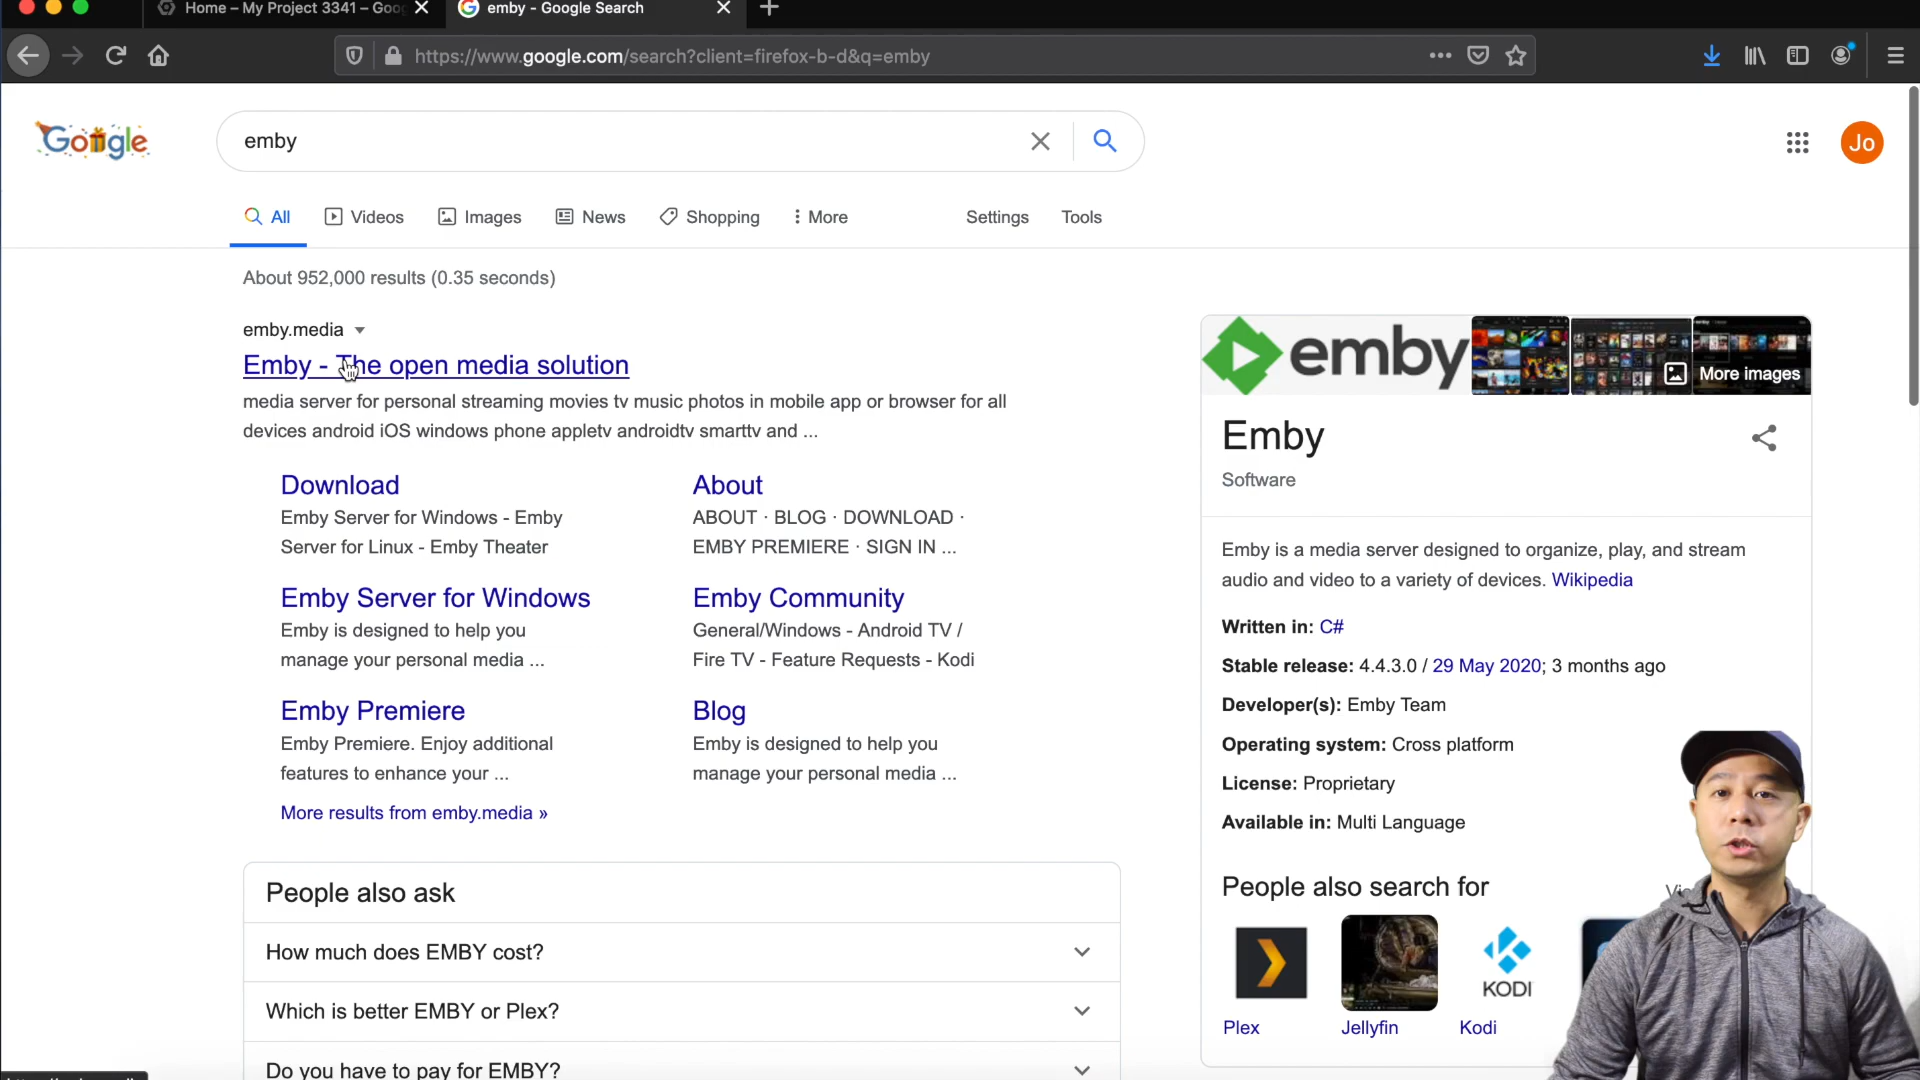 Home – My Project 3341 – Goo
emby - Google Search
https://www.google.com/search?client=firefox-b-d&q=emby
Google
emby
Jo
All
Videos
Images
News
Shopping
More
Settings
Tools
About 952,000 results (0.35 seconds)
emby.media
Emby - The open media solution
media server for personal streaming movies tv music photos in mobile app or browser for all
devices android iOS windows phone appletv androidtv smarttv and ...
Download
Emby Server for Windows - Emby
Server for Linux - Emby Theater
About
ABOUT · BLOG · DOWNLOAD ·
EMBY PREMIERE · SIGN IN ...
Emby Server for Windows
Emby is designed to help you
manage your personal media ...
Emby Community
General/Windows - Android TV /
Fire TV - Feature Requests - Kodi
Emby Premiere
Emby Premiere. Enjoy additional
features to enhance your ...
Blog
Emby is designed to help you
manage your personal media ...
More results from emby.media »
People also ask
How much does EMBY cost?
Which is better EMBY or Plex?
Do you have to pay for EMBY?
emby
More images
Emby
Software
Emby is a media server designed to organize, play, and stream
audio and video to a variety of devices. Wikipedia
Written in: C#
Stable release: 4.4.3.0 / 29 May 2020; 3 months ago
Developer(s): Emby Team
Operating system: Cross platform
License: Proprietary
Available in: Multi Language
People also search for
KODI
Plex
Jellyfin
Kodi